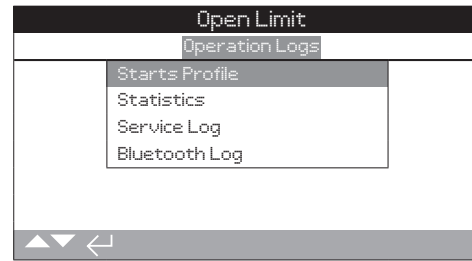 Open Limit
Operation Logs
Starts Profile
Statistics
Service Log
Bluetooth Log